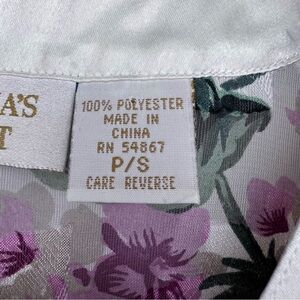 A'S
T
100% POLYESTER
MADE IN
CHINA
RN 54867
P/S
CARE REVERSE